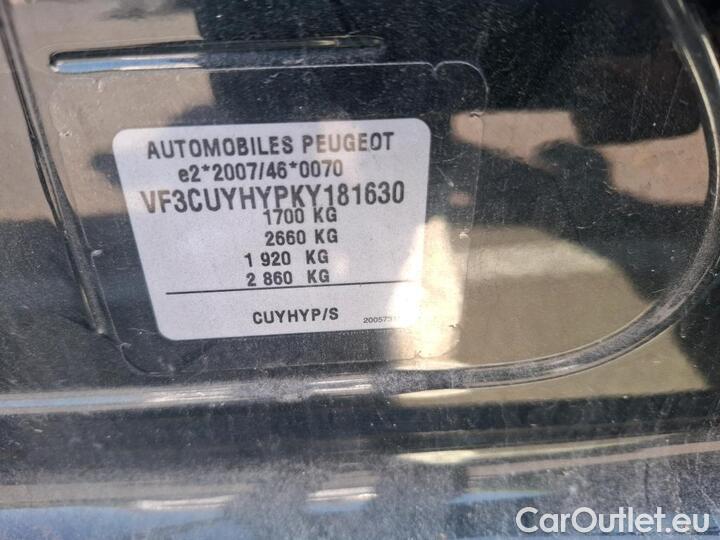 AUTOMOBILES PEUGEOT
e2*2007/46*0070
VF3CUYHYPKY181630
1700 KG
2660 KG
1 920 KG
2 860 KG
CUYHYP/S
CarOutlet.eu